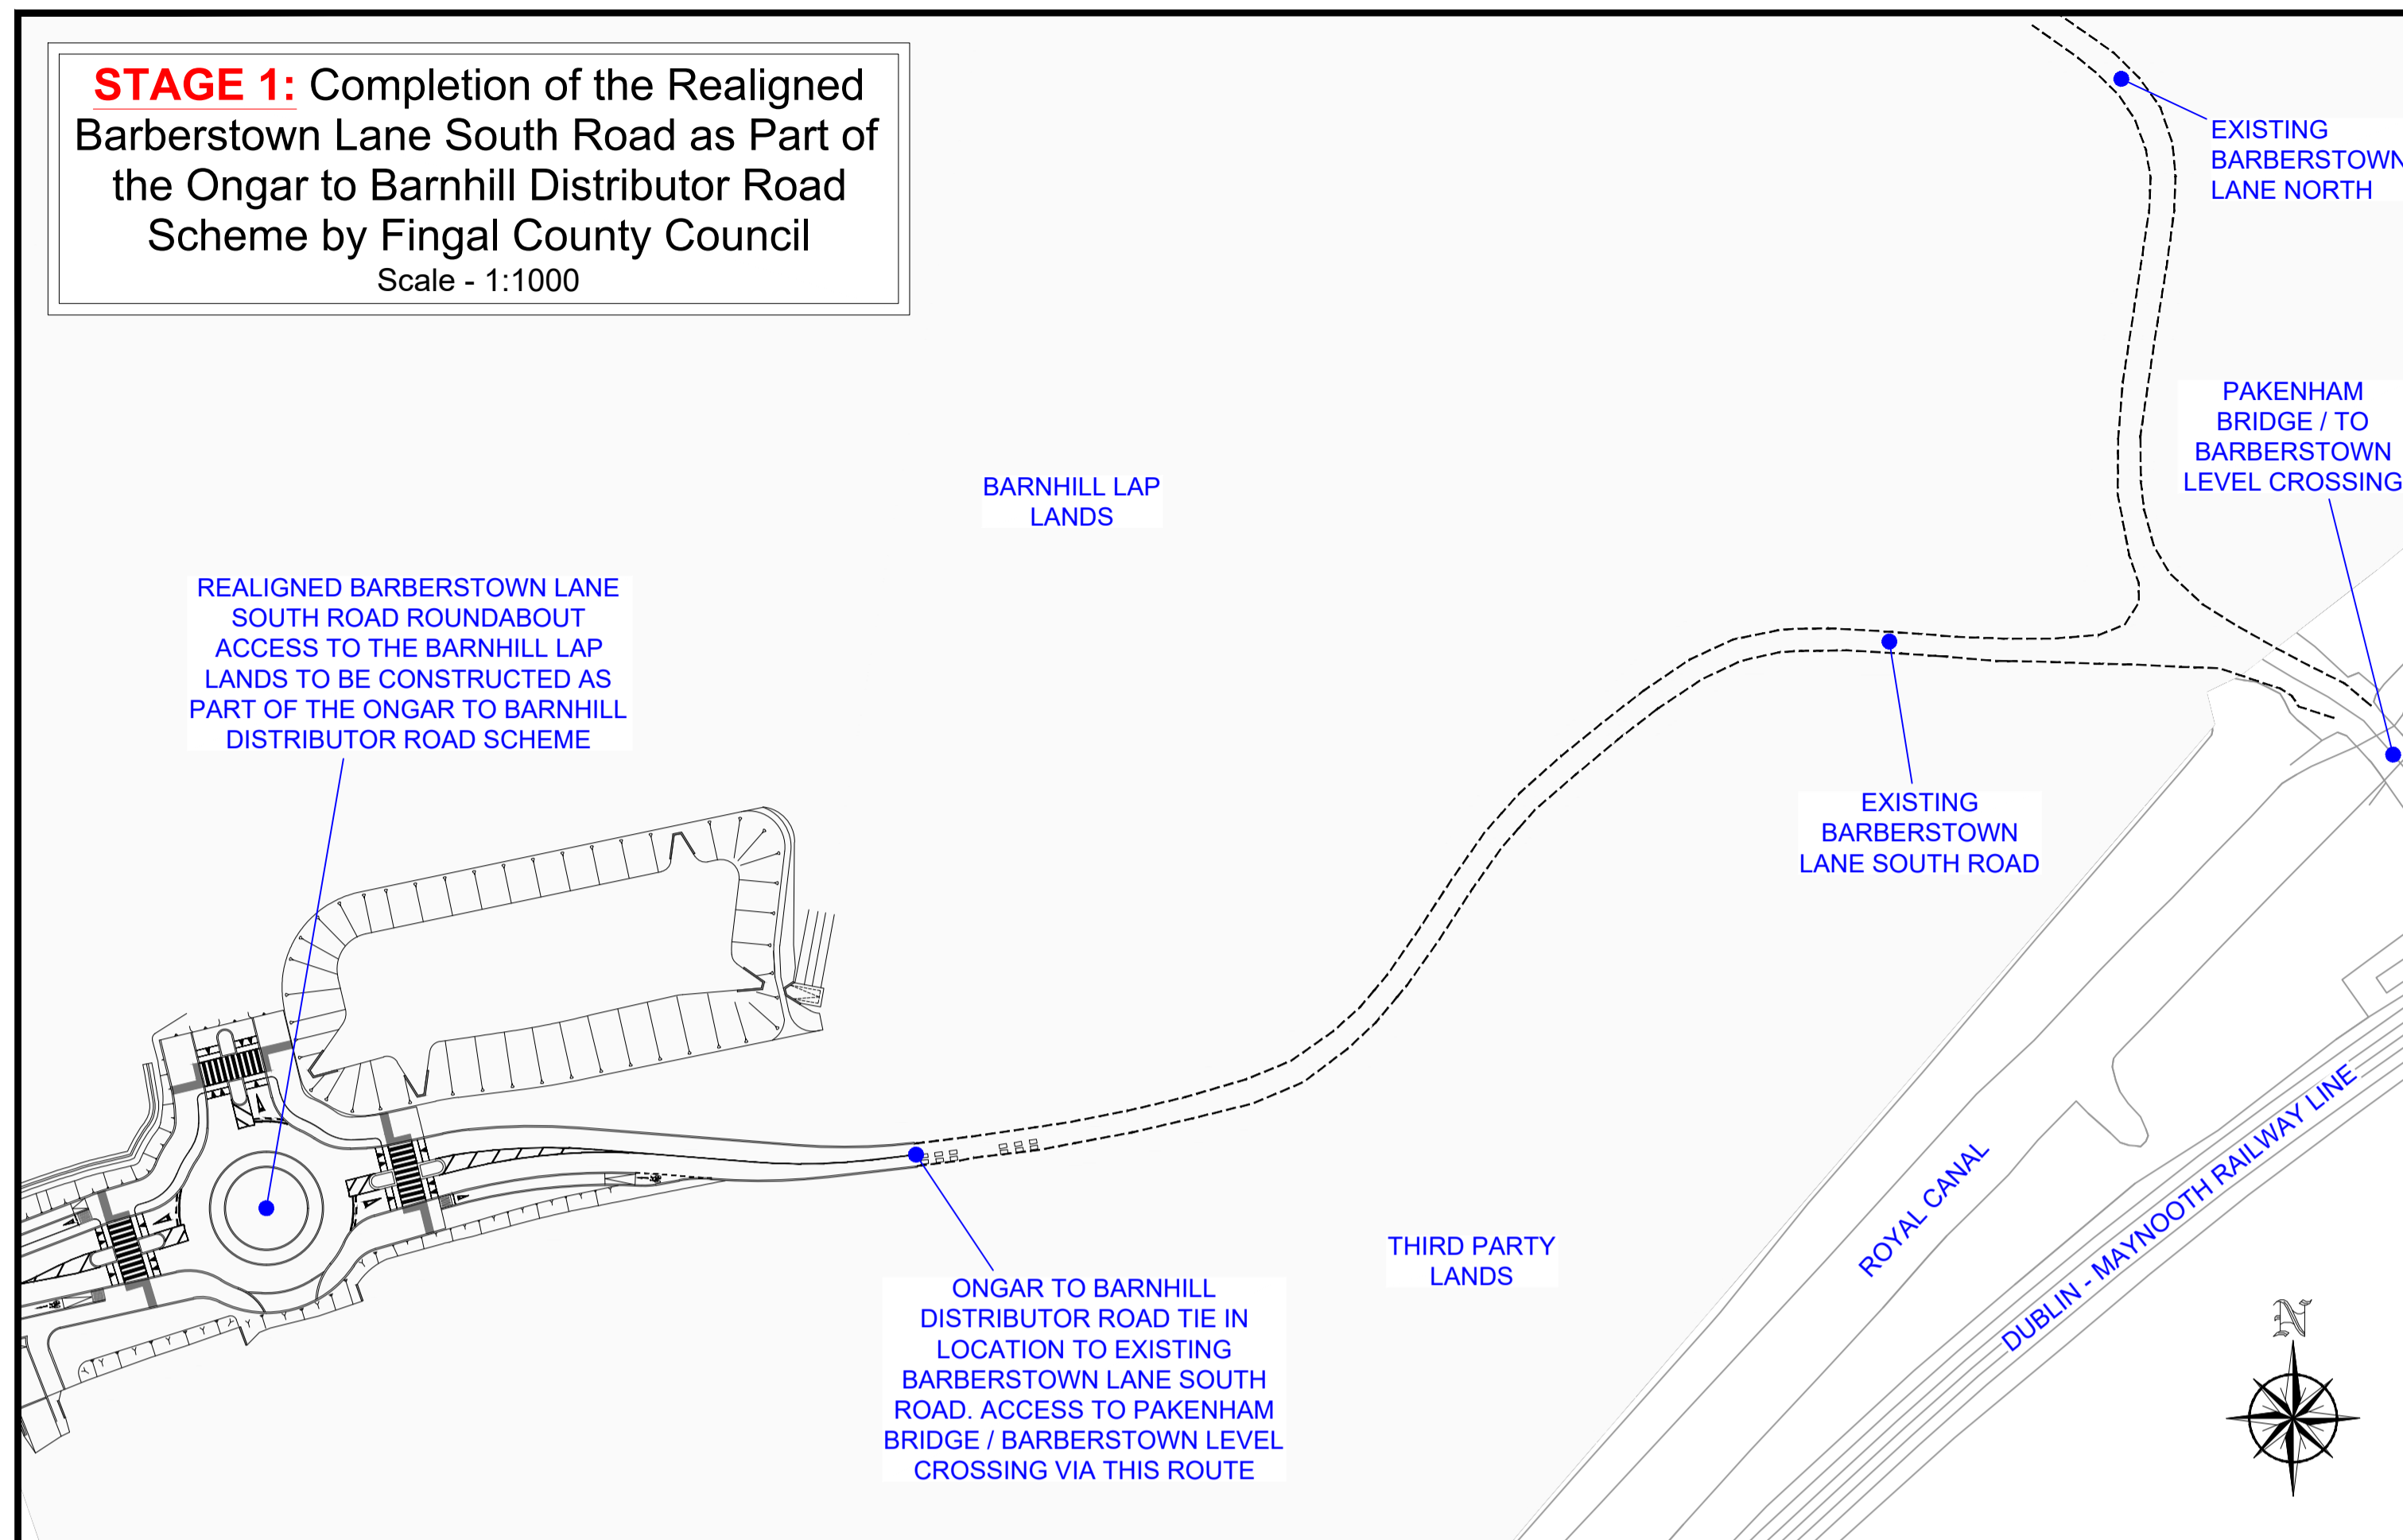 STAGE 1: Completion of the Realigned
Barberstown Lane South Road as Part of
the Ongar to Barnhill Distributor Road
Scheme by Fingal County Council
Scale - 1:1000
EXISTING
BARBERSTOWN
LANE NORTH
PAKENHAM
BRIDGE / TO
BARBERSTOWN
LEVEL CROSSING
BARNHILL LAP
LANDS
REALIGNED BARBERSTOWN LANE
SOUTH ROAD ROUNDABOUT
ACCESS TO THE BARNHILL LAP
LANDS TO BE CONSTRUCTED AS
PART OF THE ONGAR TO BARNHILL
DISTRIBUTOR ROAD SCHEME
EXISTING
BARBERSTOWN
LANE SOUTH ROAD
ROYAL CANAL
DUBLIN - MAYNOOTH RAILWAY LINE
THIRD PARTY
LANDS
ONGAR TO BARNHILL
DISTRIBUTOR ROAD TIE IN
LOCATION TO EXISTING
BARBERSTOWN LANE SOUTH
ROAD. ACCESS TO PAKENHAM
BRIDGE / BARBERSTOWN LEVEL
CROSSING VIA THIS ROUTE
N